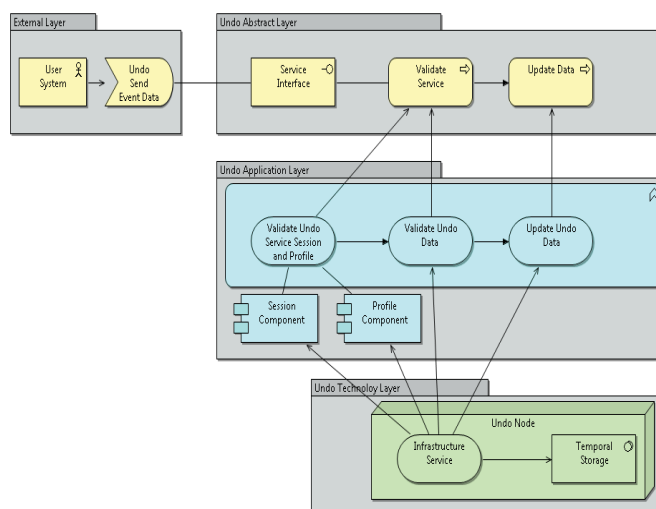 External Layer
Undo Abstract Layer
User
System
Undo
Send
Event Data
Service
Interface
Validate
Service
Update Data
Undo Application Layer
Validate Undo
Service Session
and Profile
Validate Undo
Data
Update Undo
Data
Session
Component
Profile
Component
Undo Technoloy Layer
Undo Node
Infrastructure
Service
Temporal
Storage